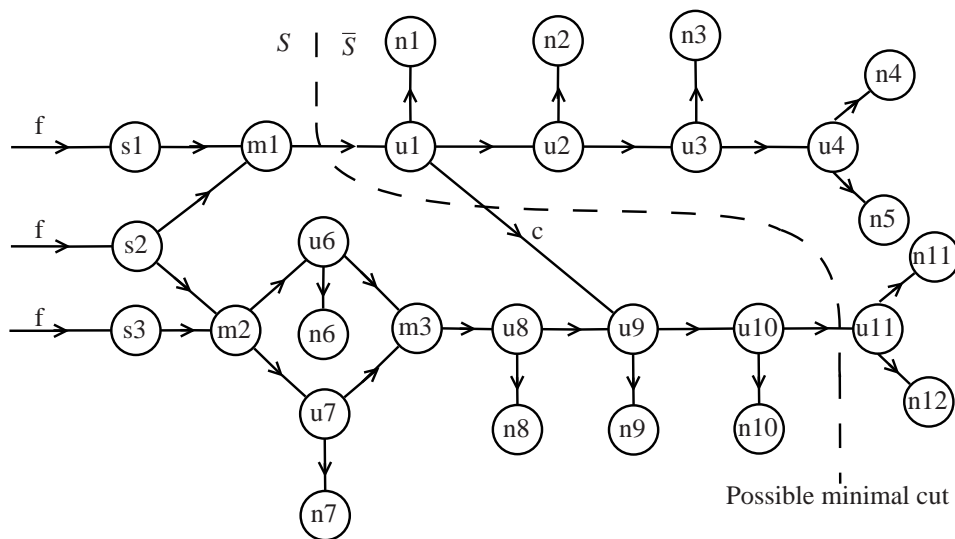 S S̅ n1 n2 n3 n4
f s1 m1 u1 u2 u3 u4
n5
f s2 u6 c n11
f s3 m2 n6 m3 u8 u9 u10 u11
u7 n8 n9 n10 n12
n7
Possible minimal cut